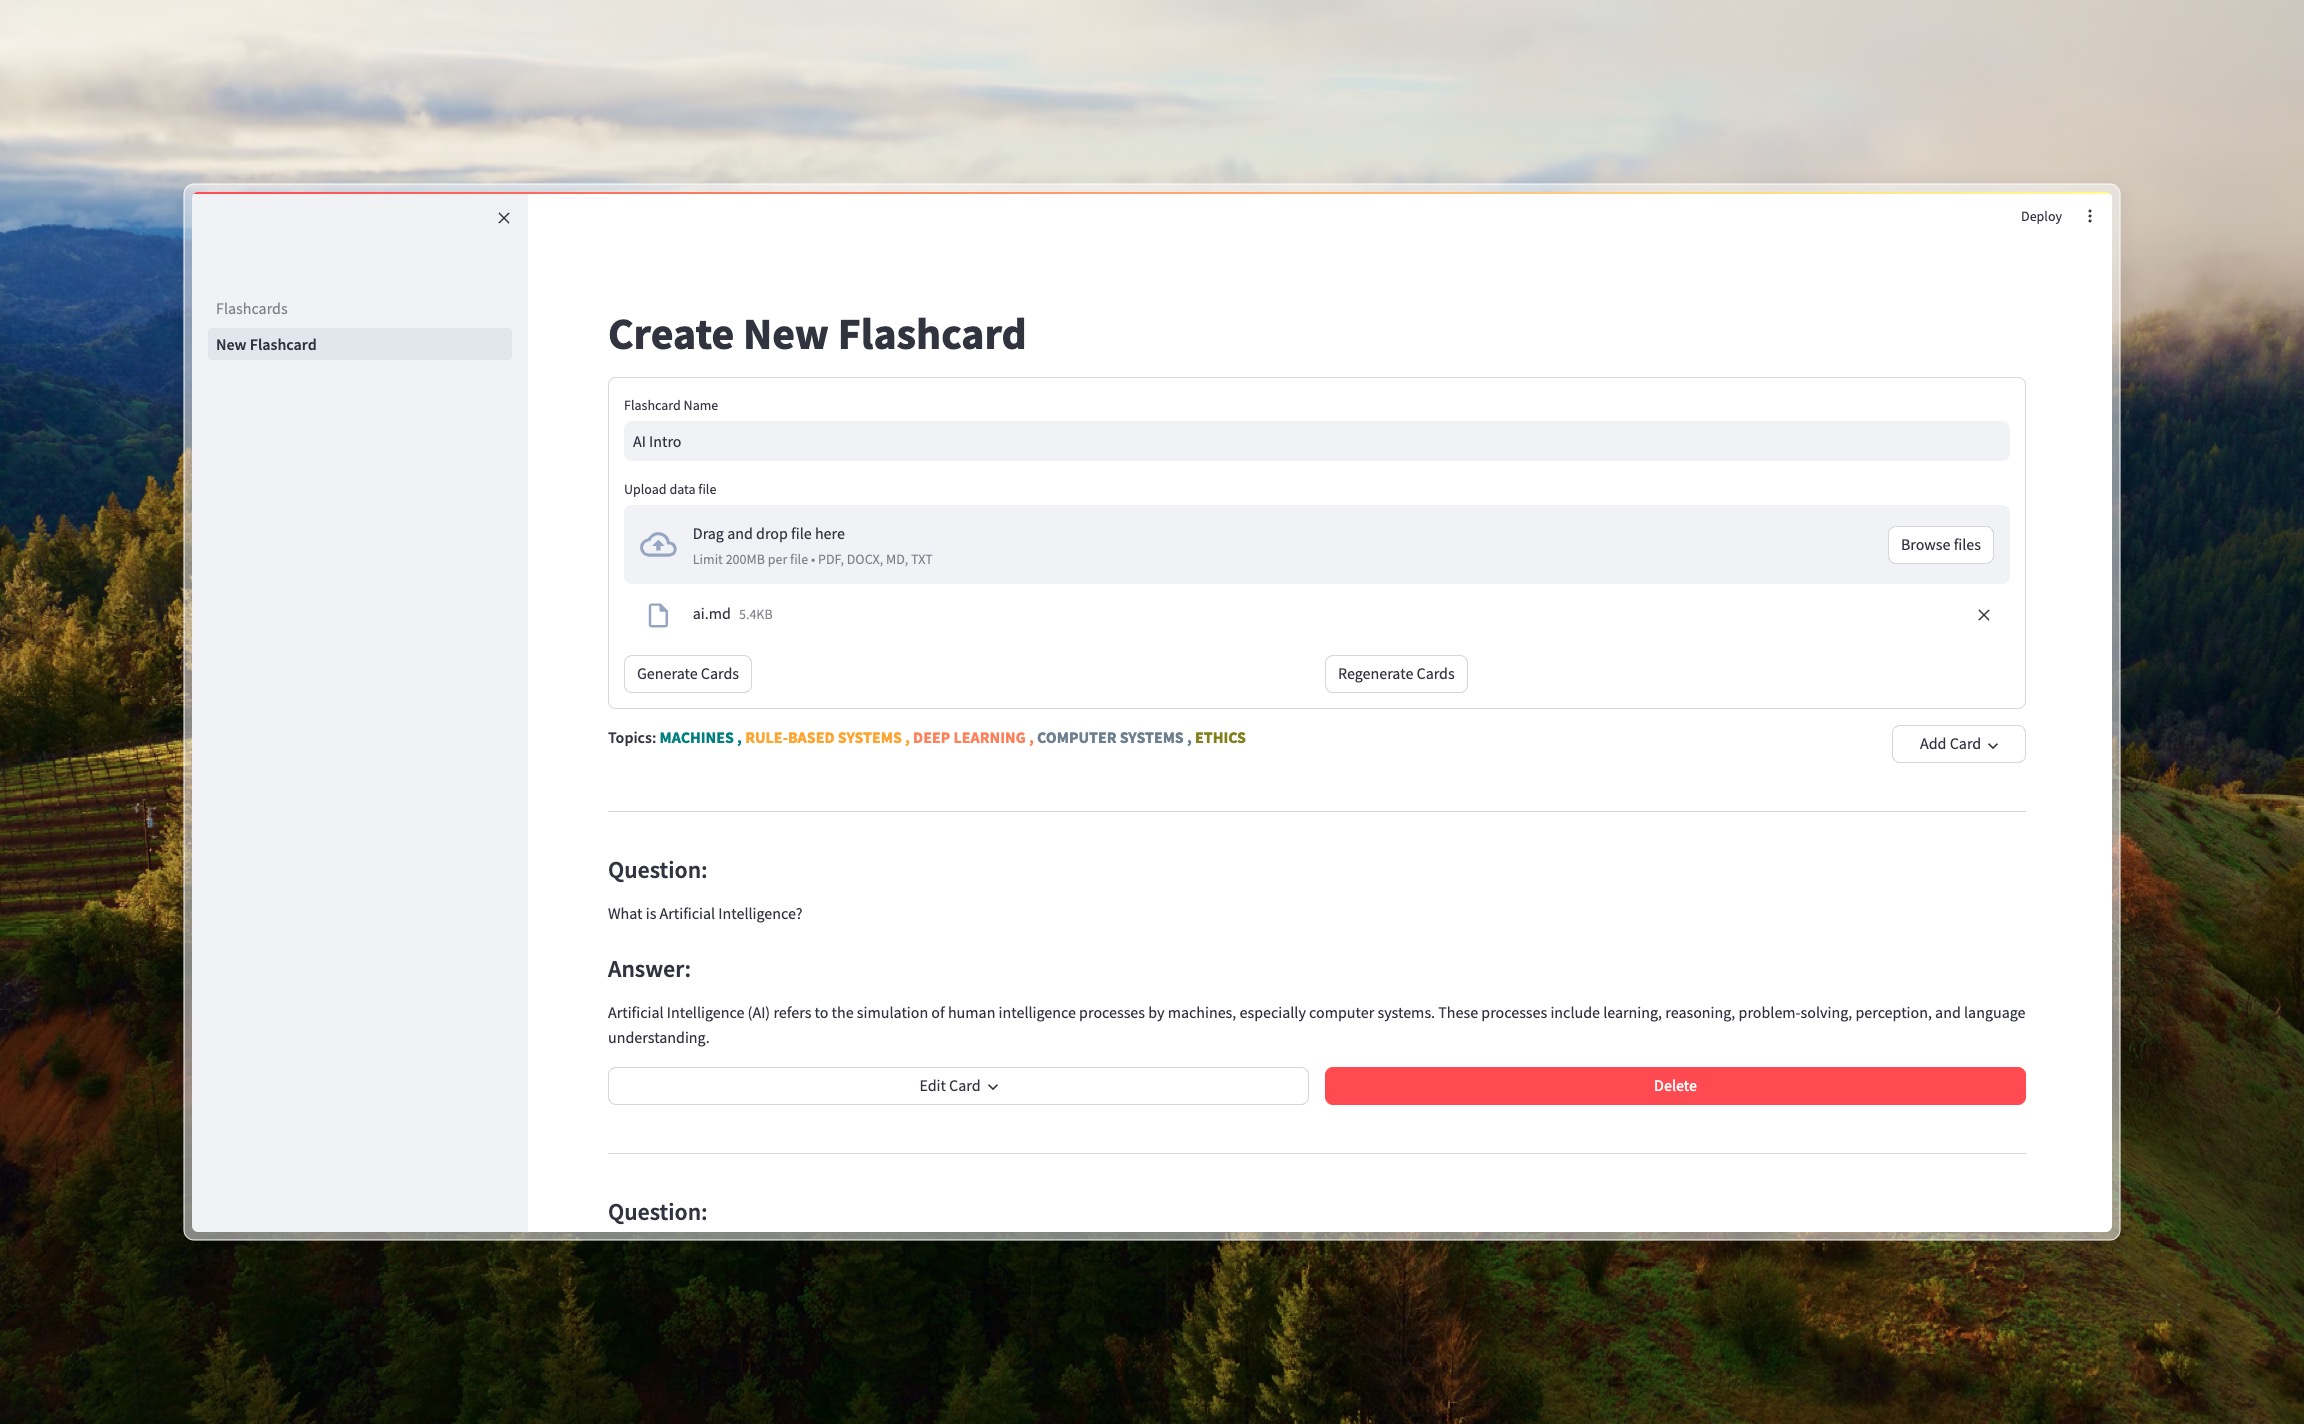 Deploy
Flashcards
New Flashcard
Create New Flashcard
Flashcard Name
AI Intro
Upload data file
Drag and drop file here
Limit 200MB per file • PDF, DOCX, MD, TXT
Browse files
ai.md 5.4KB
Generate Cards
Regenerate Cards
Topics: MACHINES , RULE-BASED SYSTEMS , DEEP LEARNING , COMPUTER SYSTEMS , ETHICS
Add Card
Question:
What is Artificial Intelligence?
Answer:
Artificial Intelligence (AI) refers to the simulation of human intelligence processes by machines, especially computer systems. These processes include learning, reasoning, problem-solving, perception, and language
understanding.
Edit Card
Delete
Question: